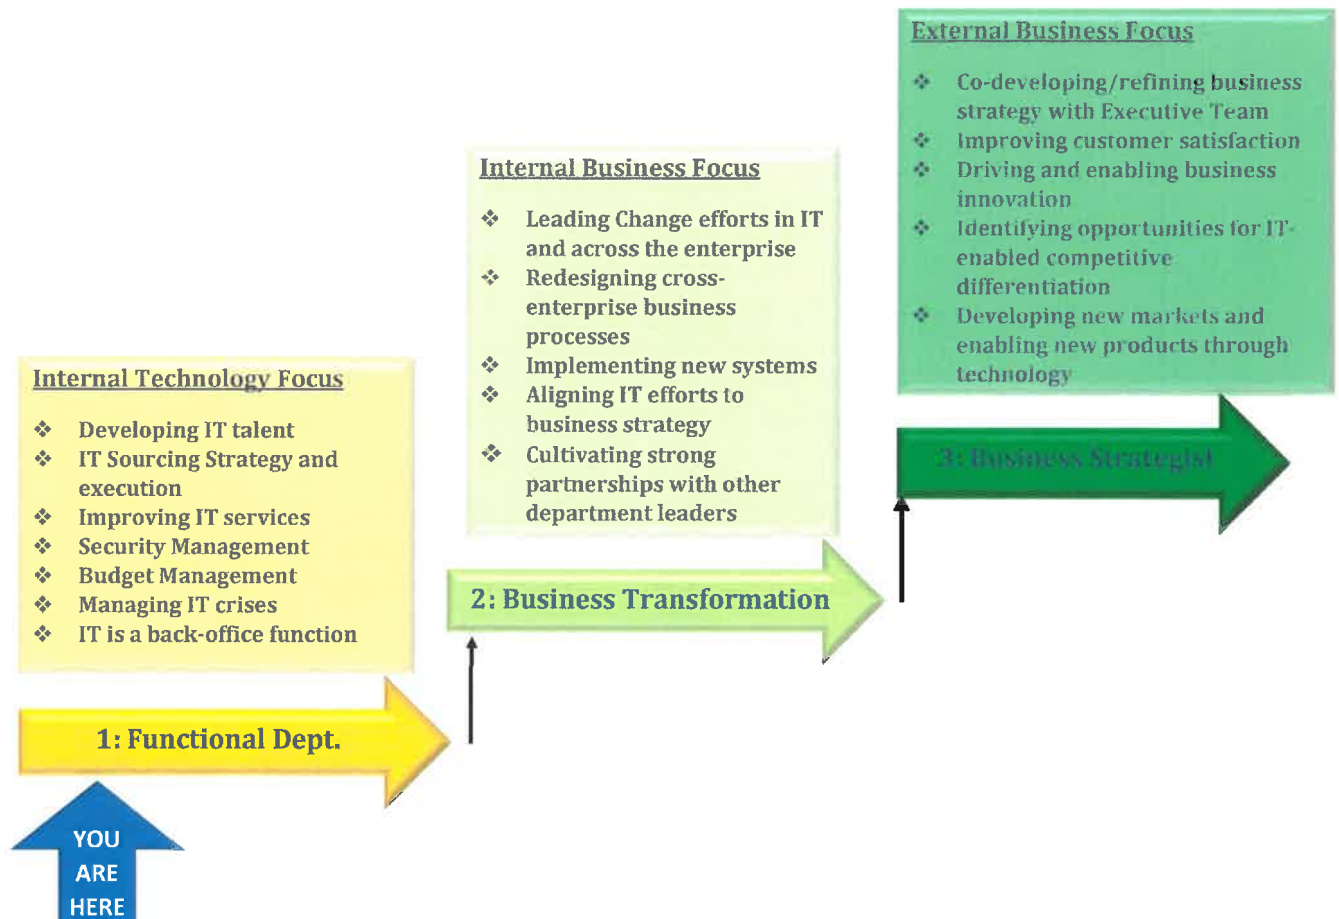 External Business Focus
❖ Co-developing/refining business
strategy with Executive Team
❖ Improving customer satisfaction
❖ Driving and enabling business
innovation
❖ Identifying opportunities for IT-
enabled competitive
differentiation
❖ Developing new markets and
enabling new products through
technology
3: Business Strategist
Internal Business Focus
❖ Leading Change efforts in IT
and across the enterprise
❖ Redesigning cross-
enterprise business
processes
❖ Implementing new systems
❖ Aligning IT efforts to
business strategy
❖ Cultivating strong
partnerships with other
department leaders
2: Business Transformation
Internal Technology Focus
❖ Developing IT talent
❖ IT Sourcing Strategy and
execution
❖ Improving IT services
❖ Security Management
❖ Budget Management
❖ Managing IT crises
❖ IT is a back-office function
1: Functional Dept.
YOU
ARE
HERE